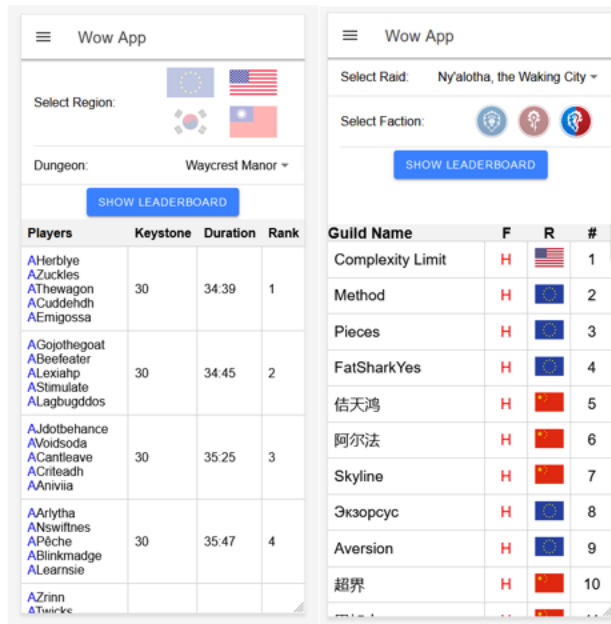 Wow App
Select Region:
Dungeon: Waycrest Manor
SHOW LEADERBOARD
Players Keystone Duration Rank
AHerblye
AZuckles
AThewagon 30 34:39 1
ACuddehdh
AEmigossa
AGojothegoat
ABeefeater
ALexiahp 30 34:45 2
AStimulate
ALagbugddos
AJdotbehance
AVoidsoda
ACantleave 30 35:25 3
ACriteadh
AAniviia
AArlytha
ANswiftnes
APêche 30 35:47 4
ABlinkmadge
ALearnsie
AZrinn
ATwicks
Wow App
Select Raid: Ny'alotha, the Waking City
Select Faction:
SHOW LEADERBOARD
Guild Name F R #
Complexity Limit H 1
Method H 2
Pieces H 3
FatSharkYes H 4
佶天鸿 H 5
阿尔法 H 6
Skyline H 7
Экзорсус H 8
Aversion H 9
超界 H 10